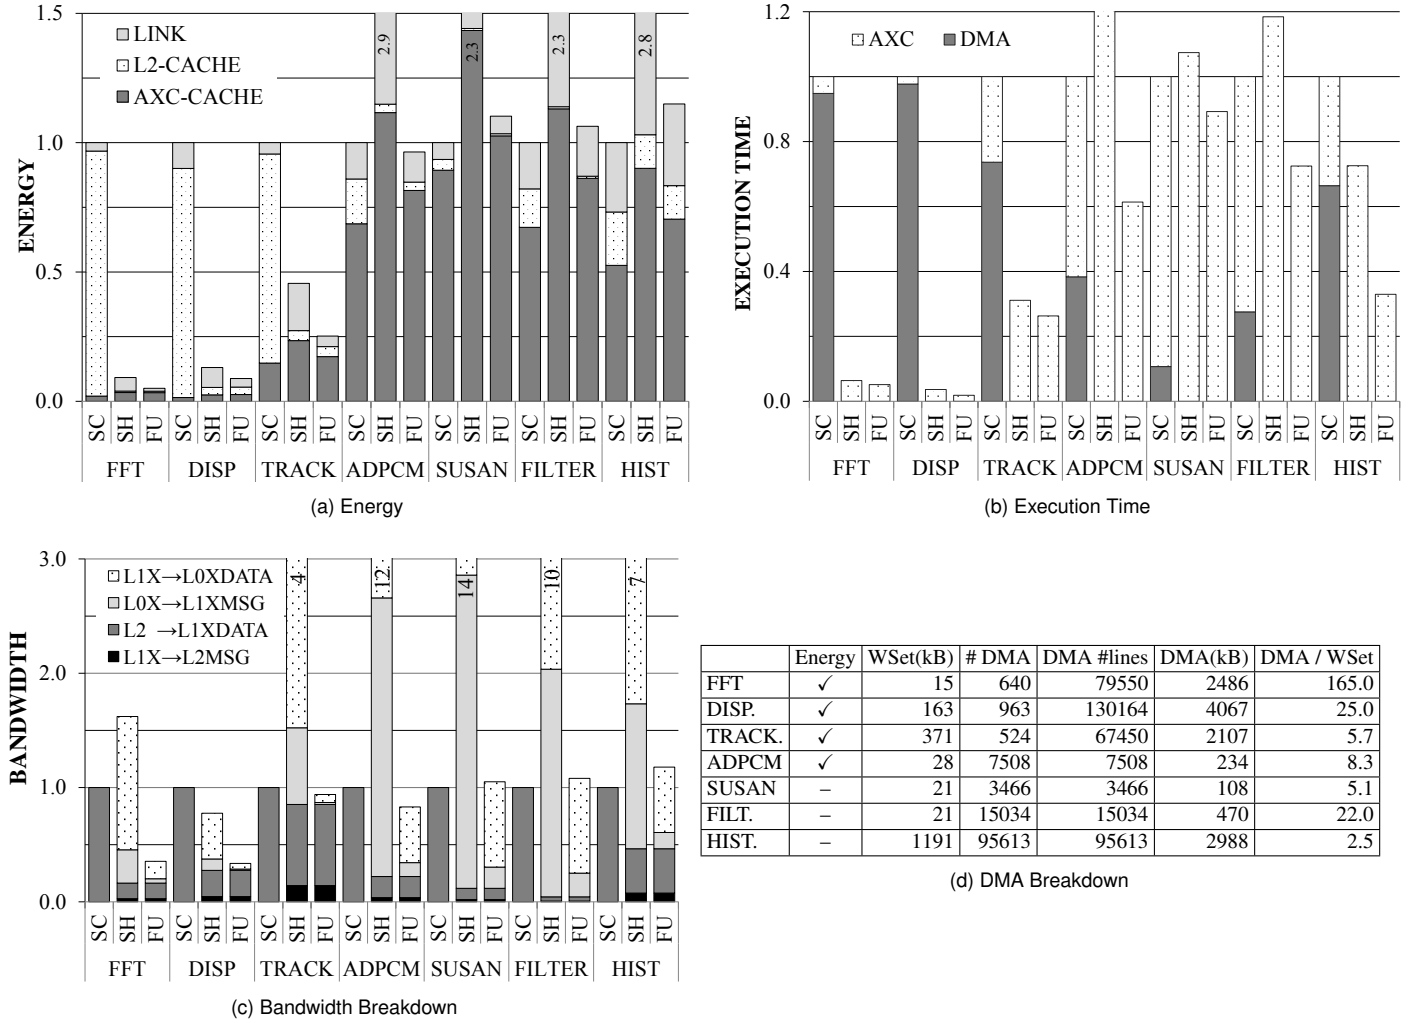 1.5
LINK
L2-CACHE
AXC-CACHE
1.0
0.5
0.0
ENERGY
2.9
2.3
2.3
2.8
SC SH FU SC SH FU SC SH FU SC SH FU SC SH FU SC SH FU SC SH FU
FFT DISP TRACK ADPCM SUSAN FILTER HIST
(a) Energy
1.2
AXC DMA
0.8
0.4
0.0
EXECUTION TIME
SC SH FU SC SH FU SC SH FU SC SH FU SC SH FU SC SH FU SC SH FU
FFT DISP TRACK ADPCM SUSAN FILTER HIST
(b) Execution Time
3.0
L1X→L0XDATA
L0X→L1XMSG
L2 →L1XDATA
L1X→L2MSG
2.0
1.0
0.0
BANDWIDTH
4
12
14
10
7
SC SH FU SC SH FU SC SH FU SC SH FU SC SH FU SC SH FU SC SH FU
FFT DISP TRACK ADPCM SUSAN FILTER HIST
(c) Bandwidth Breakdown
Energy WSet(kB) # DMA DMA #lines DMA(kB) DMA / WSet
FFT ✓ 15 640 79550 2486 165.0
DISP. ✓ 163 963 130164 4067 25.0
TRACK. ✓ 371 524 67450 2107 5.7
ADPCM ✓ 28 7508 7508 234 8.3
SUSAN – 21 3466 3466 108 5.1
FILT. – 21 15034 15034 470 22.0
HIST. – 1191 95613 95613 2988 2.5
(d) DMA Breakdown